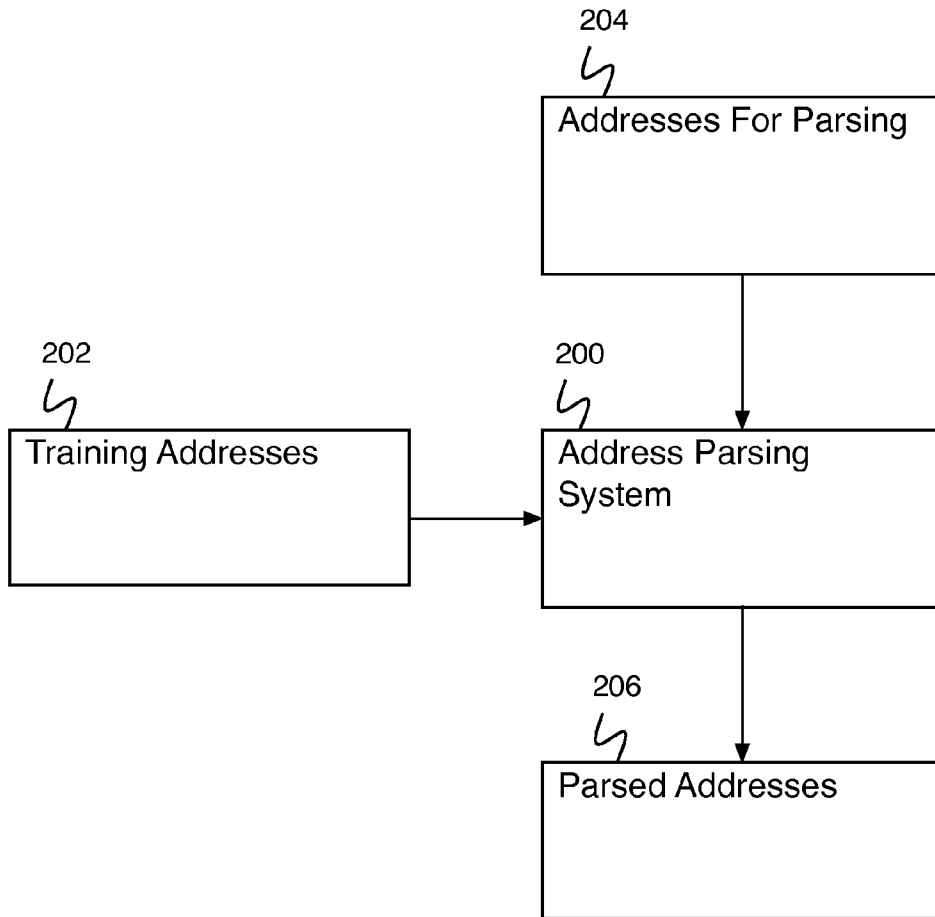 204
Addresses For Parsing
202
Training Addresses
200
Address Parsing
System
206
Parsed Addresses